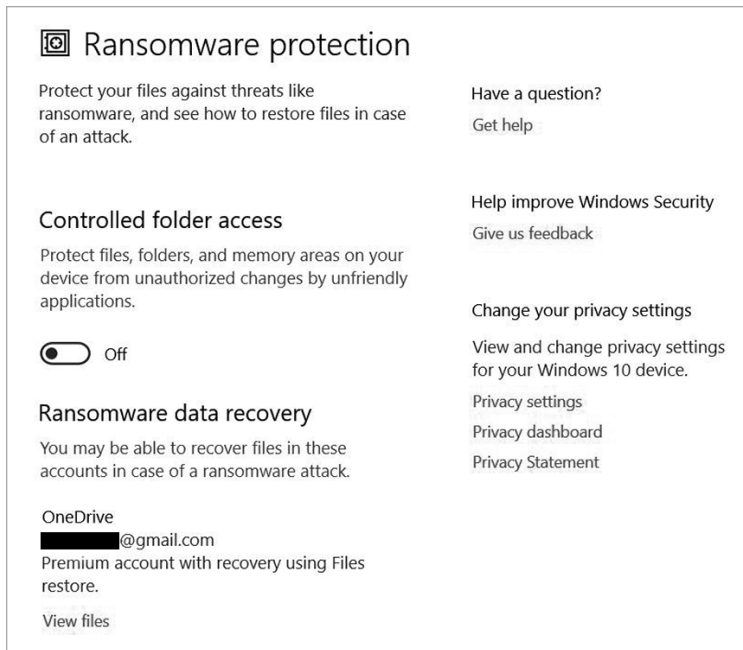 Ransomware protection
Protect your files against threats like
ransomware, and see how to restore files in case
of an attack.
Controlled folder access
Protect files, folders, and memory areas on your
device from unauthorized changes by unfriendly
applications.
Off
Ransomware data recovery
You may be able to recover files in these
accounts in case of a ransomware attack.
OneDrive
@gmail.com
Premium account with recovery using Files
restore.
View files
Have a question?
Get help
Help improve Windows Security
Give us feedback
Change your privacy settings
View and change privacy settings
for your Windows 10 device.
Privacy settings
Privacy dashboard
Privacy Statement